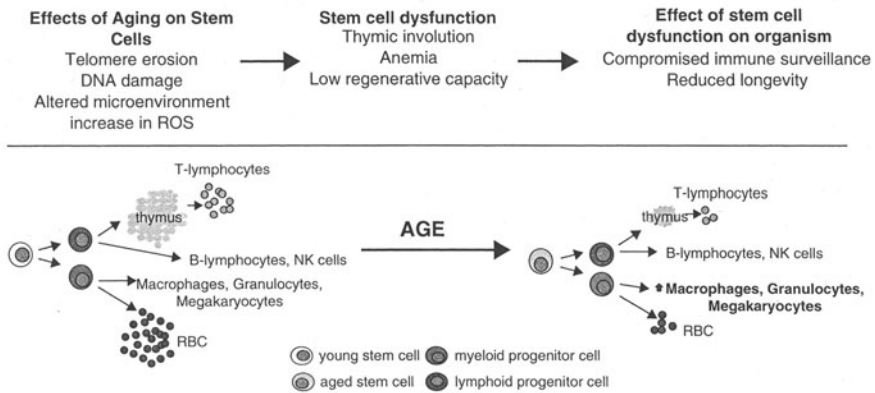 Effects of Aging on Stem
Cells
Telomere erosion
DNA damage
Altered microenvironment
increase in ROS
Stem cell dysfunction
Thymic involution
Anemia
Low regenerative capacity
Effect of stem cell
dysfunction on organism
Compromised immune surveillance
Reduced longevity
T-lymphocytes
thymus
B-lymphocytes, NK cells
Macrophages, Granulocytes,
Megakaryocytes
RBC
AGE
T-lymphocytes
thymus
B-lymphocytes, NK cells
Macrophages, Granulocytes,
Megakaryocytes
RBC
young stem cell
myeloid progenitor cell
aged stem cell
lymphoid progenitor cell